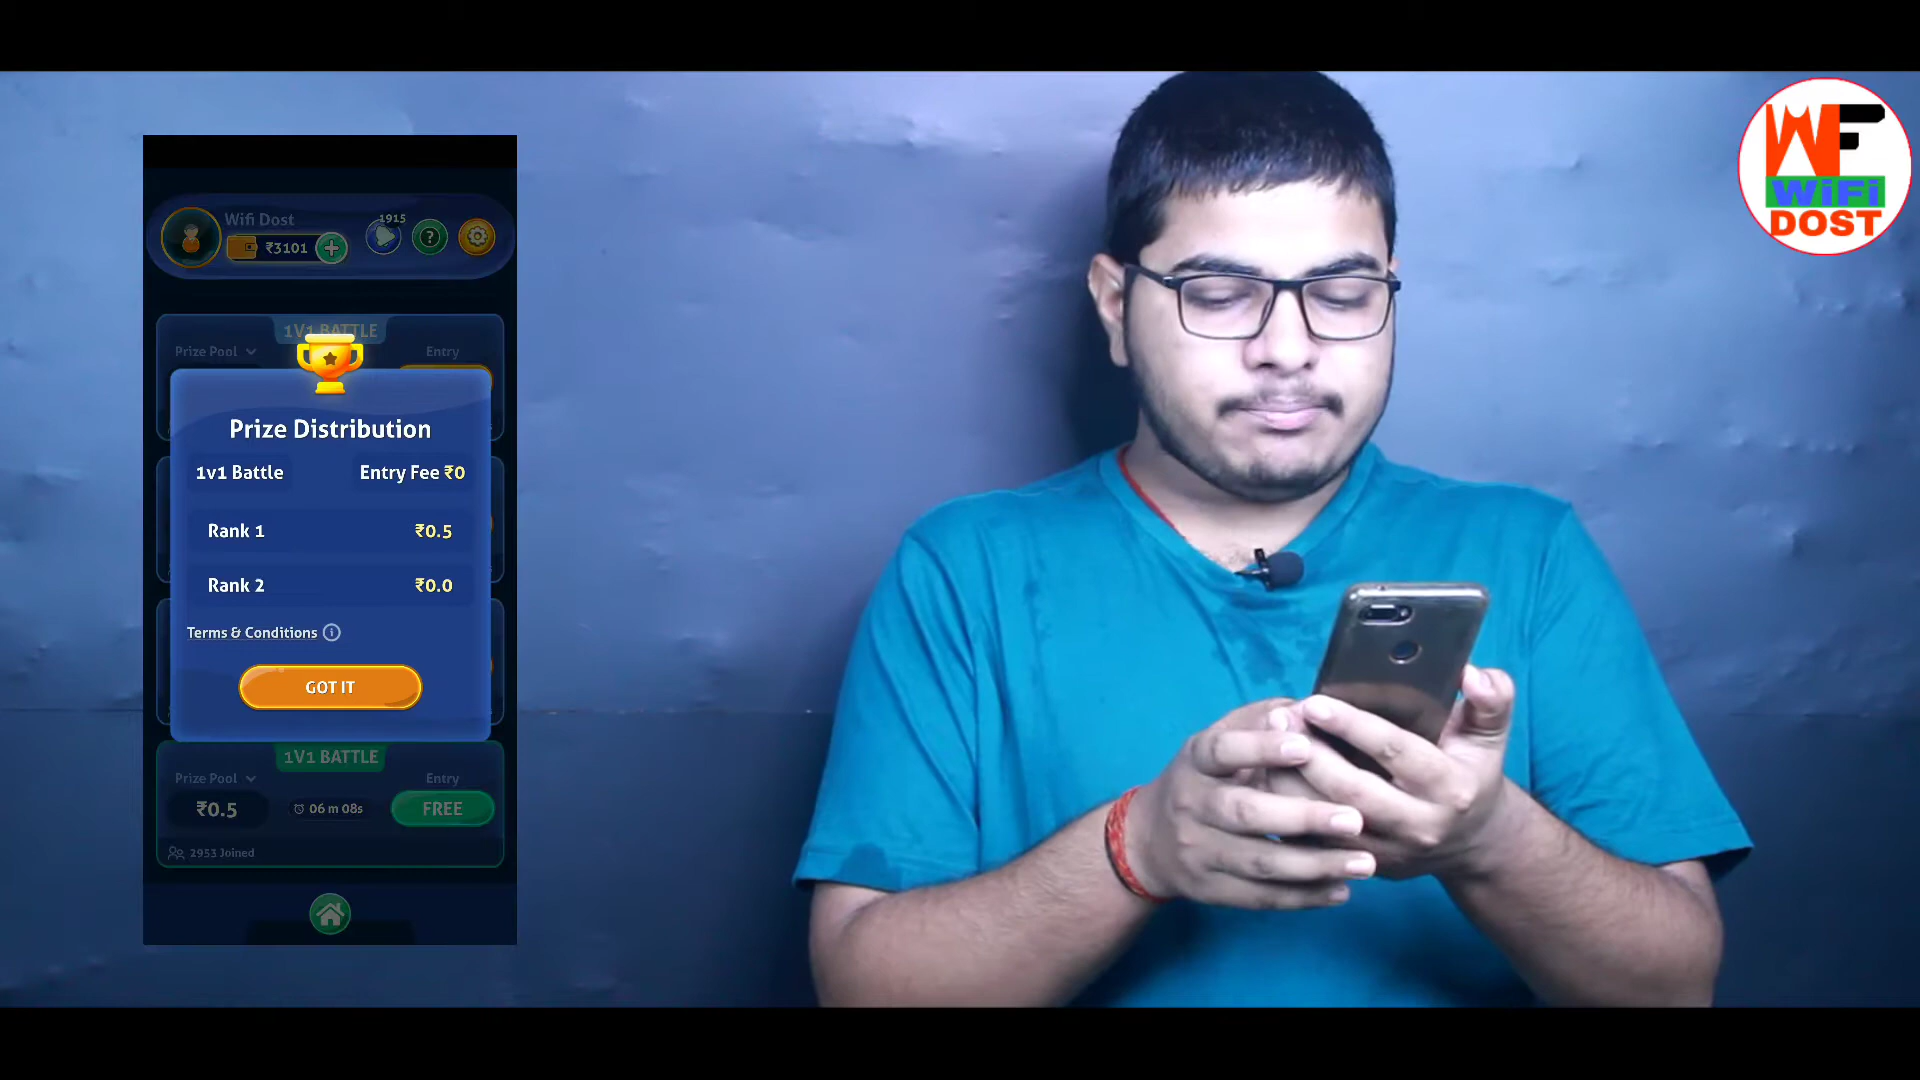 Wifi Dost
₹3101
1915
?
1V1 BATTLE
Prize Pool
Entry
Prize Distribution
1v1 Battle
Entry Fee ₹0
Rank 1
₹0.5
Rank 2
₹0.0
Terms & Conditions
GOT IT
1V1 BATTLE
Prize Pool
Entry
₹0.5
06 m 08s
FREE
2953 Joined
WF
WiFi
DOST